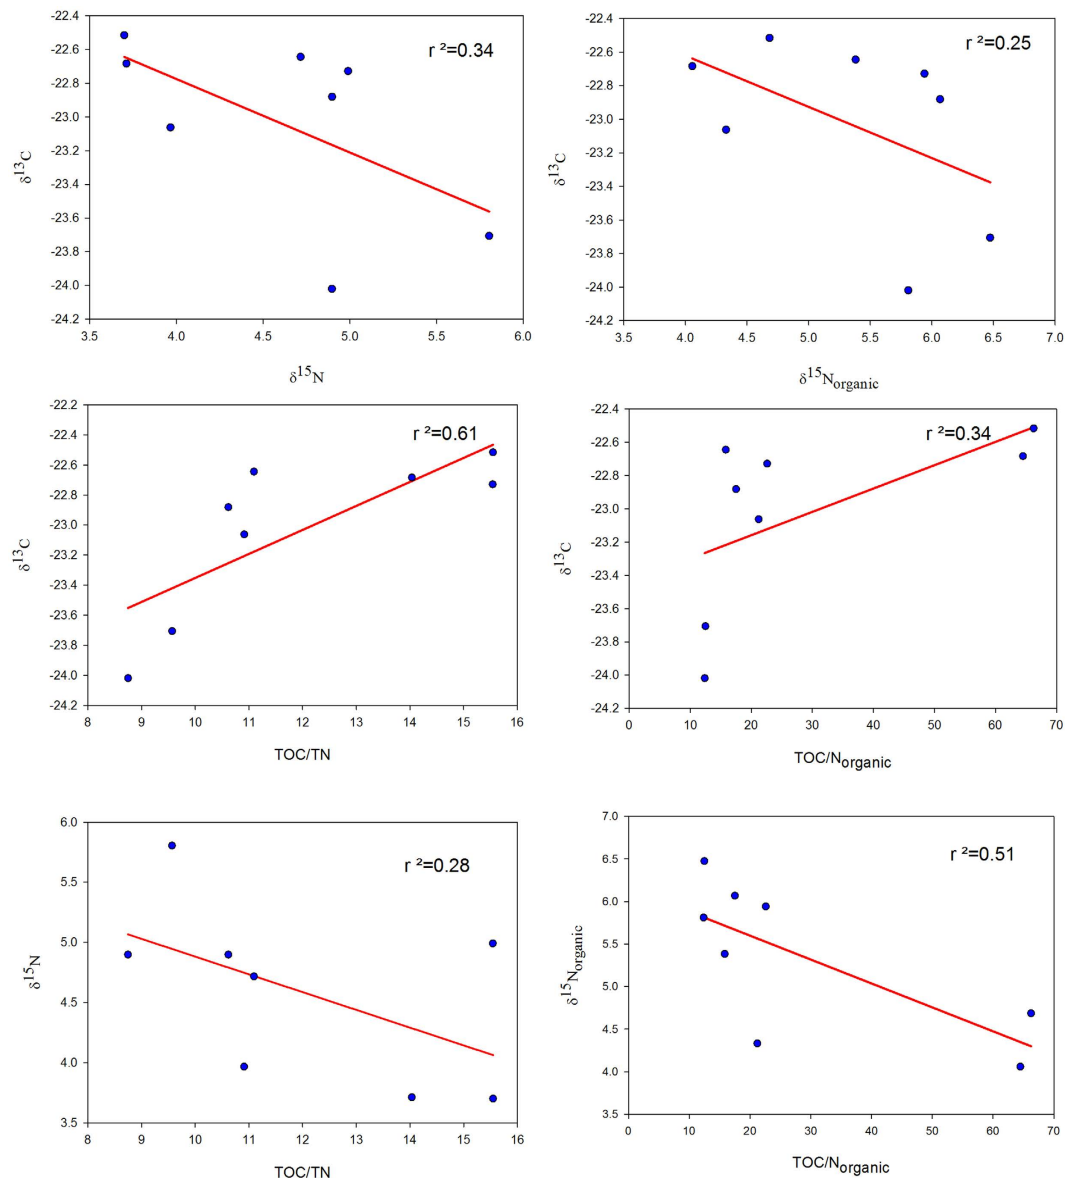 -22.4
-22.6
-22.8
-23.0
-23.2
-23.4
-23.6
-23.8
-24.0
-24.2
δ13C
r ²=0.34
3.5 4.0 4.5 5.0 5.5 6.0
δ15N
-22.4
-22.6
-22.8
-23.0
-23.2
-23.4
-23.6
-23.8
-24.0
-24.2
δ13C
r ²=0.25
3.5 4.0 4.5 5.0 5.5 6.0 6.5 7.0
δ15Norganic
-22.2
-22.4
-22.6
-22.8
-23.0
-23.2
-23.4
-23.6
-23.8
-24.0
-24.2
δ13C
r ²=0.61
8 9 10 11 12 13 14 15 16
TOC/TN
-22.4
-22.6
-22.8
-23.0
-23.2
-23.4
-23.6
-23.8
-24.0
-24.2
δ13C
r ²=0.34
0 10 20 30 40 50 60 70
TOC/Norganic
6.0
5.5
5.0
4.5
4.0
3.5
δ15N
r ²=0.28
8 9 10 11 12 13 14 15 16
TOC/TN
7.0
6.5
6.0
5.5
5.0
4.5
4.0
3.5
δ15Norganic
r ²=0.51
0 10 20 30 40 50 60 70
TOC/Norganic